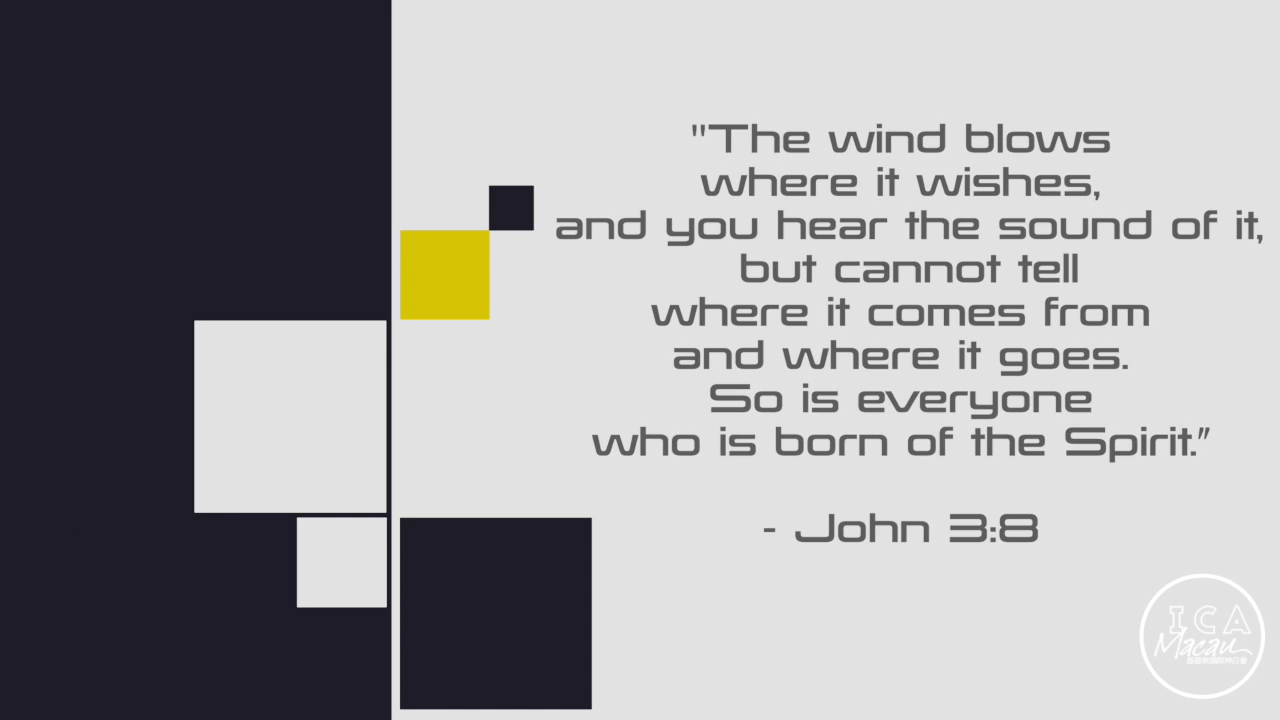 "The wind blows
where it wishes,
and you hear the sound of it,
but cannot tell
where it comes from
and where it goes.
So is everyone
who is born of the Spirit."
- John 3:8
ICA
Macau